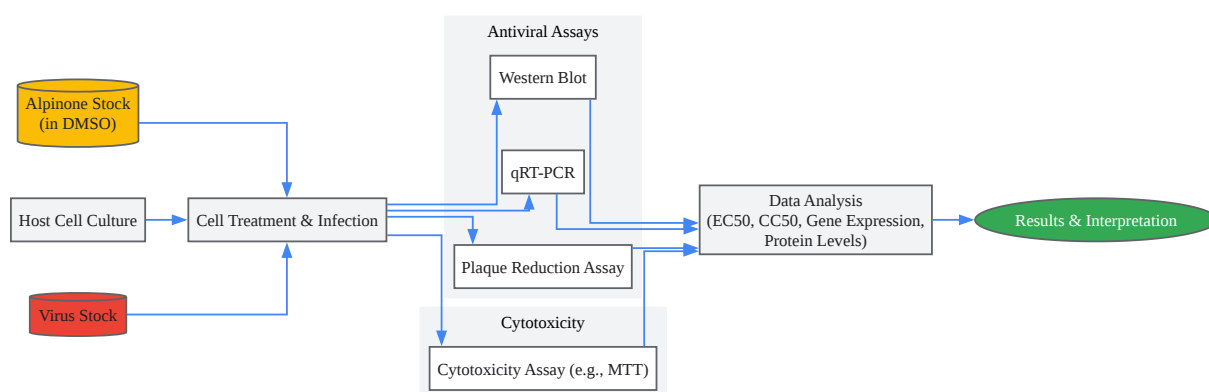 Antiviral Assays
Western Blot
Alpinone Stock
(in DMSO)
qRT-PCR
Host Cell Culture
Cell Treatment & Infection
Data Analysis
(EC50, CC50, Gene Expression,
Protein Levels)
Results & Interpretation
Plaque Reduction Assay
Virus Stock
Cytotoxicity
Cytotoxicity Assay (e.g., MTT)